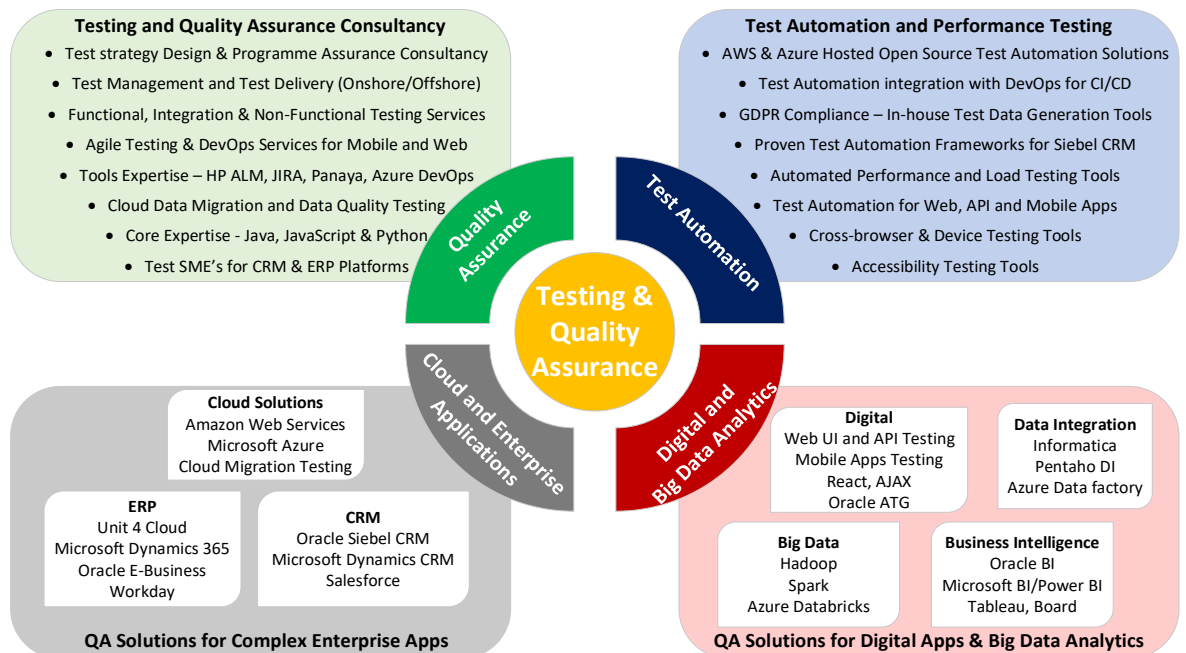 Testing and Quality Assurance Consultancy
• Test strategy Design & Programme Assurance Consultancy
• Test Management and Test Delivery (Onshore/Offshore)
• Functional, Integration & Non-Functional Testing Services
• Agile Testing & DevOps Services for Mobile and Web
• Tools Expertise – HP ALM, JIRA, Panaya, Azure DevOps
• Cloud Data Migration and Data Quality Testing
• Core Expertise - Java, JavaScript & Python
• Test SME's for CRM & ERP Platforms
Test Automation and Performance Testing
• AWS & Azure Hosted Open Source Test Automation Solutions
• Test Automation integration with DevOps for CI/CD
• GDPR Compliance – In-house Test Data Generation Tools
• Proven Test Automation Frameworks for Siebel CRM
• Automated Performance and Load Testing Tools
• Test Automation for Web, API and Mobile Apps
• Cross-browser & Device Testing Tools
• Accessibility Testing Tools
Quality
Assurance
Test Automation
Testing &
Quality
Assurance
Cloud and Enterprise
Applications
Digital and
Big Data Analytics
Cloud Solutions
Amazon Web Services
Microsoft Azure
Cloud Migration Testing
ERP
Unit 4 Cloud
Microsoft Dynamics 365
Oracle E-Business
Workday
CRM
Oracle Siebel CRM
Microsoft Dynamics CRM
Salesforce
QA Solutions for Complex Enterprise Apps
Digital
Web UI and API Testing
Mobile Apps Testing
React, AJAX
Oracle ATG
Data Integration
Informatica
Pentaho DI
Azure Data factory
Big Data
Hadoop
Spark
Azure Databricks
Business Intelligence
Oracle BI
Microsoft BI/Power BI
Tableau, Board
QA Solutions for Digital Apps & Big Data Analytics